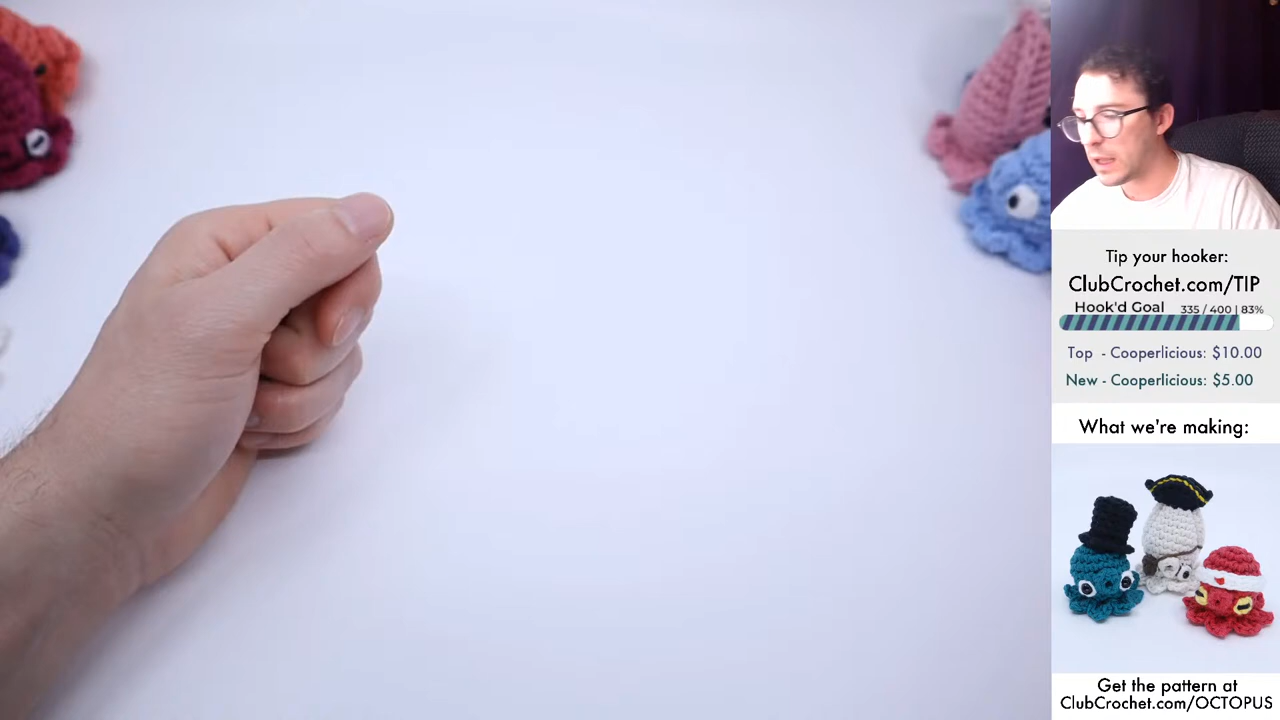 Tip your hooker:
ClubCrochet.com/TIP
Hook'd Goal 335 / 400 | 83%
Top - Cooperlicious: $10.00
New - Cooperlicious: $5.00
What we're making:
Get the pattern at
ClubCrochet.com/OCTOPUS